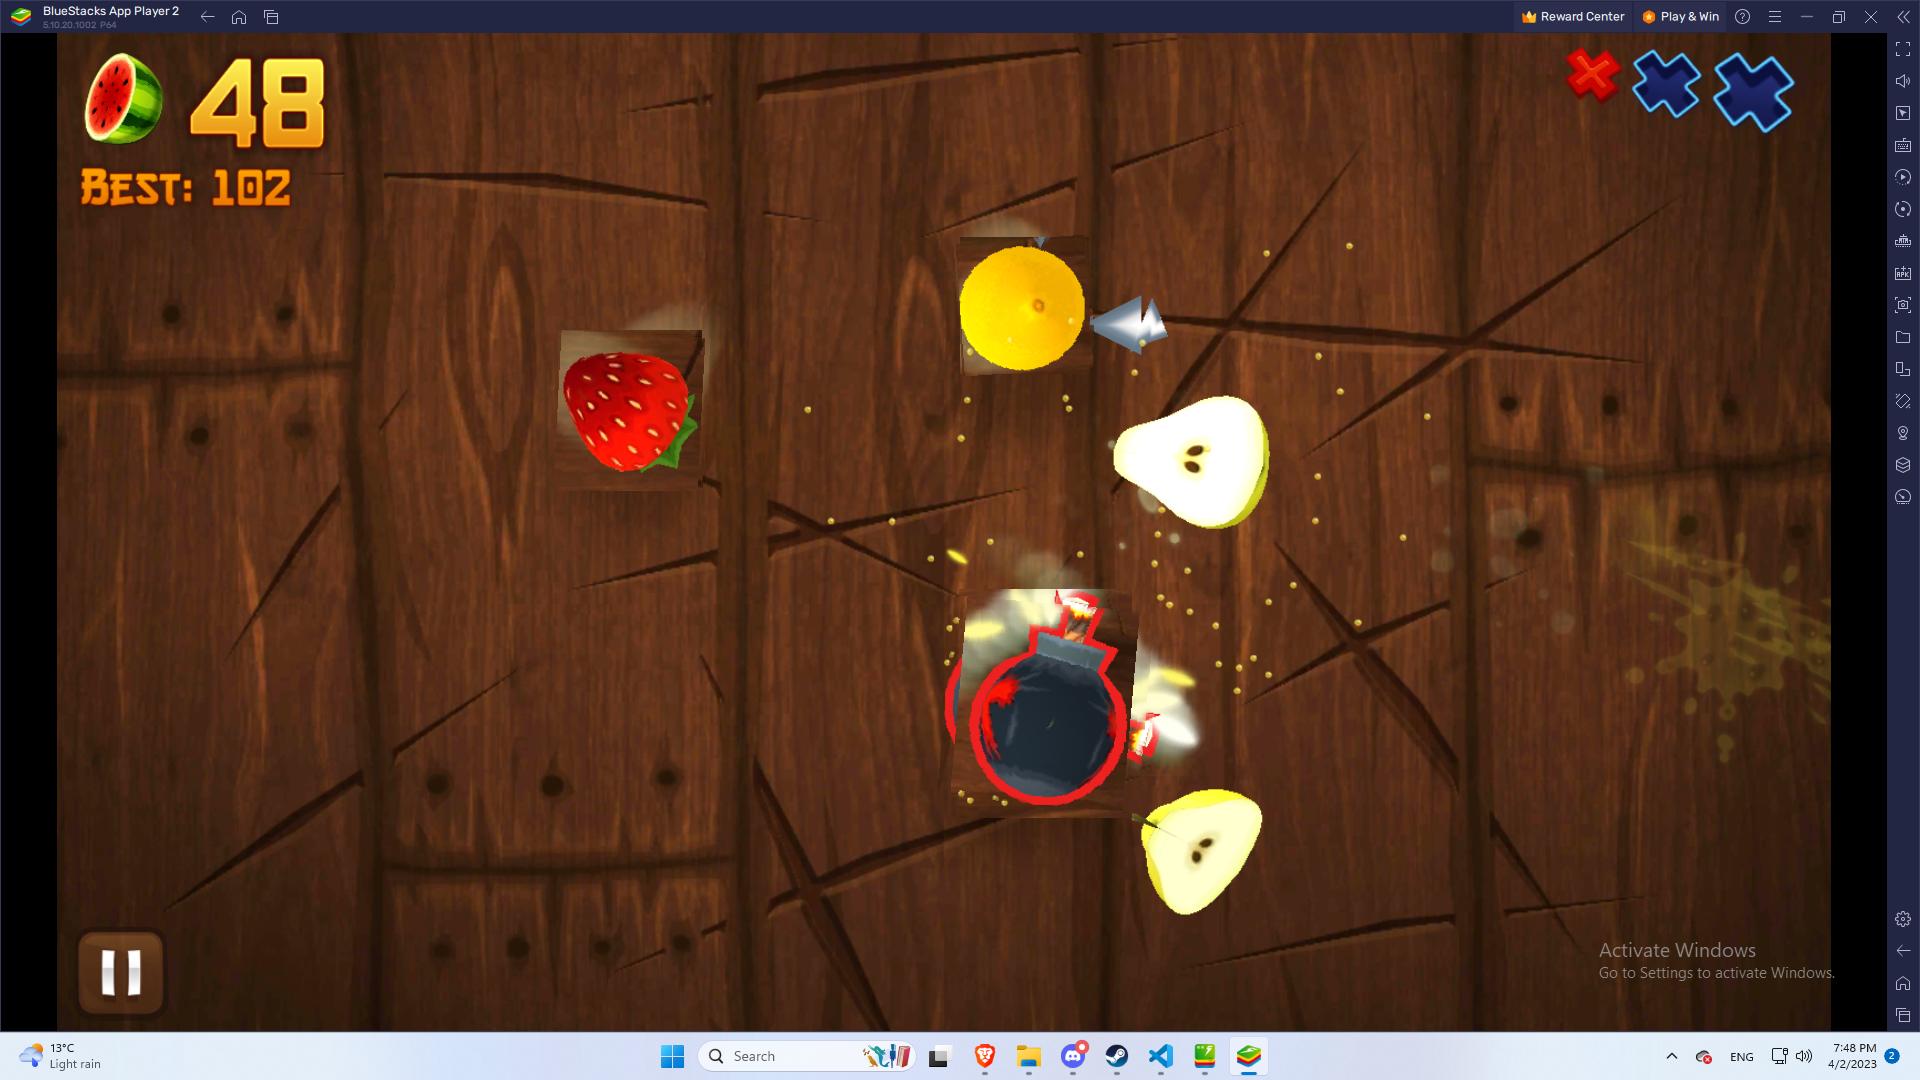 BlueStacks App Player 2
5.10.20.1002 P64
Reward Center
Play & Win
48
BEST: 102
APK
Activate Windows
Go to Settings to activate Windows.
13°C
Light rain
Search
ENG
7:48 PM
4/2/2023
2